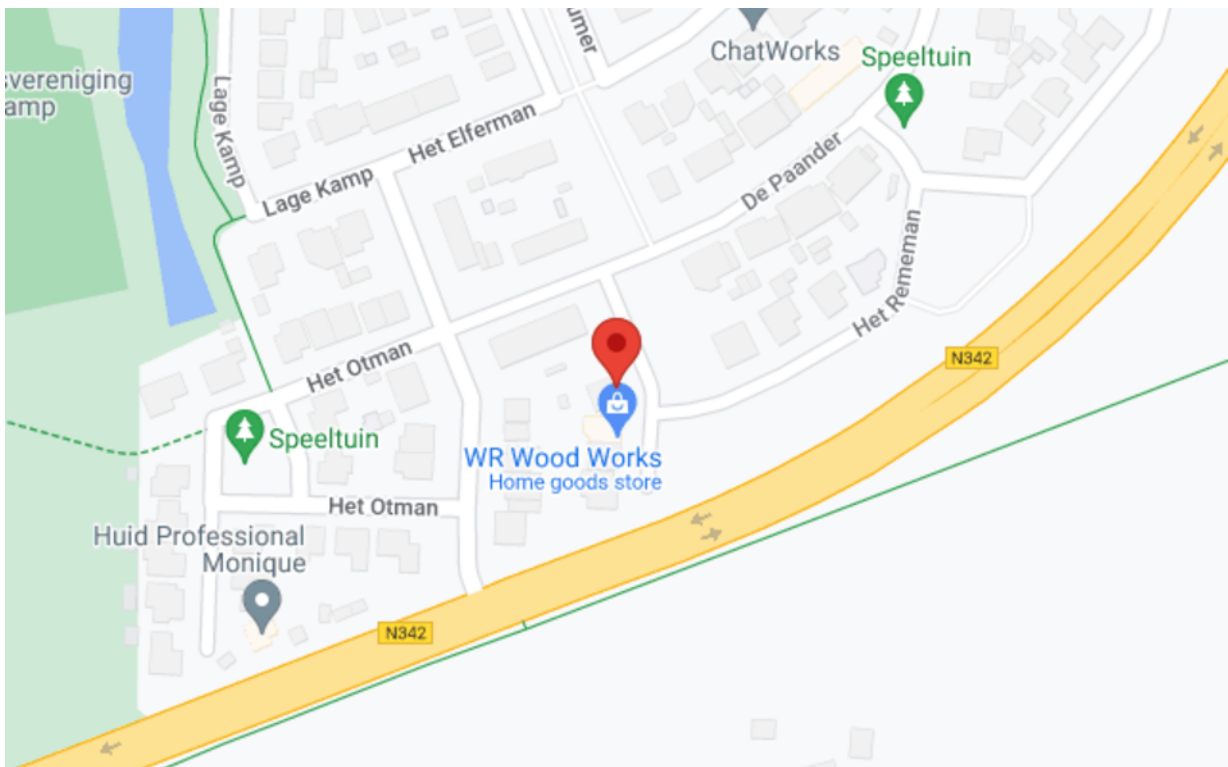 ChatWorks
Speeltuin
svereniging
amp
umer
Lage Kamp
Het Elferman
Lage Kamp
De Paander
Het Rememan
Het Otman
N342
Speeltuin
WR Wood Works
Home goods store
Het Otman
Huid Professional
Monique
N342